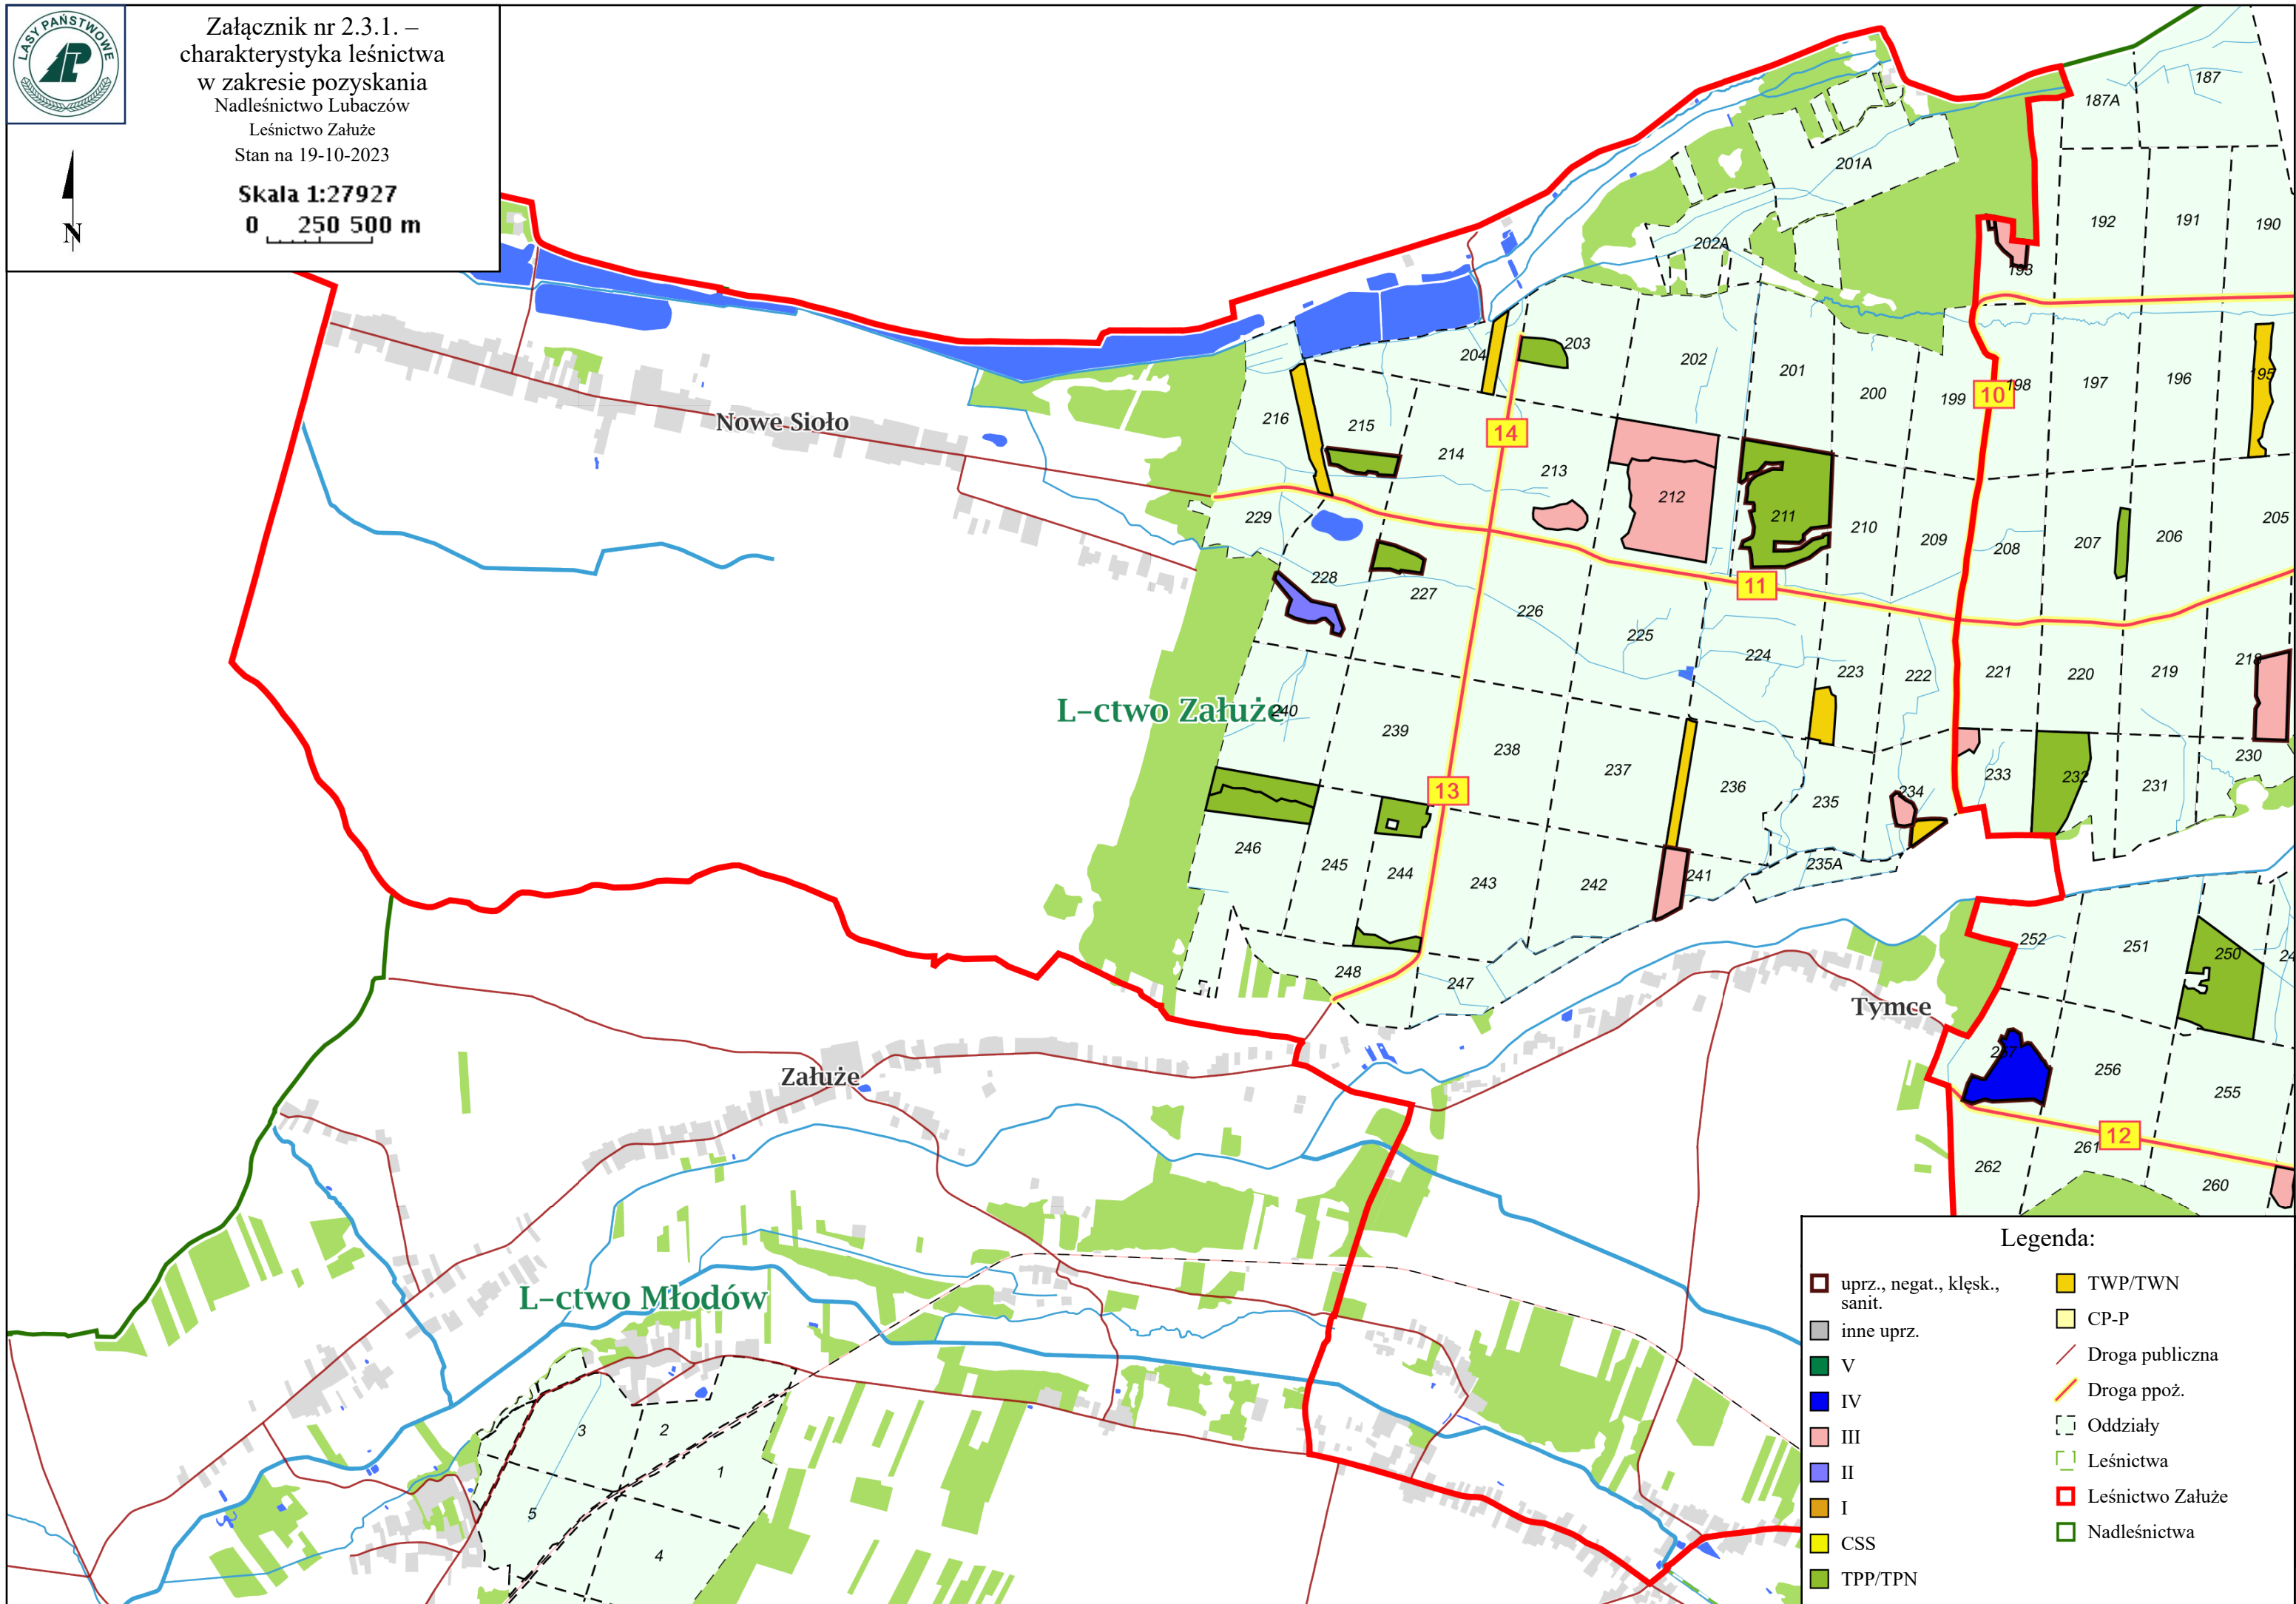 LASY PAŃSTWOWE
LP
Załącznik nr 2.3.1. –
charakterystyka leśnictwa
w zakresie pozyskania
Nadleśnictwo Lubaczów
Leśnictwo Załuże
Stan na 19-10-2023
Skala 1:27927
0 250 500 m
N
187
187A
201A
192
191
190
202A
193
204
203
202
201
200
199
10
198
197
196
195
216
215
214
14
213
212
211
210
209
208
207
206
205
Nowe Sioło
229
228
227
226
225
11
224
223
222
221
220
219
218
L-ctwo Załuże
240
239
238
237
236
235
234
233
232
231
230
13
246
245
244
243
242
241
235A
248
247
252
251
250
24
Tymce
Załuże
257
256
255
12
262
261
260
L-ctwo Młodów
3
2
1
5
4
Legenda:
uprz., negat., klęsk.,
sanit.
inne uprz.
V
IV
III
II
I
CSS
TPP/TPN
TWP/TWN
CP-P
Droga publiczna
Droga ppoż.
Oddziały
Leśnictwa
Leśnictwo Załuże
Nadleśnictwa